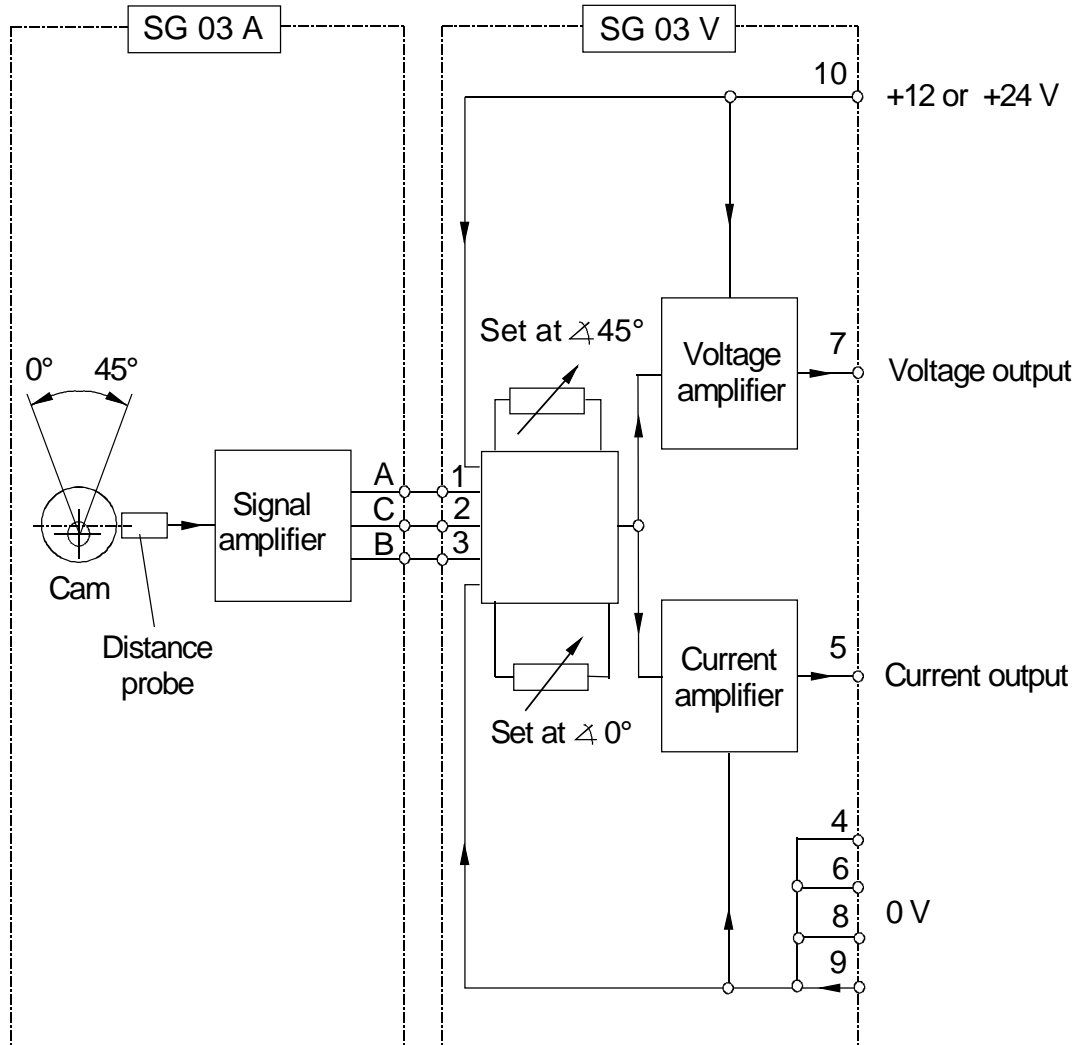 SG 03 A
SG 03 V
10
+12 or +24 V
Set at ∡ 45°
0°
45°
Voltage
amplifier
7
Voltage output
Signal
amplifier
A
C
B
1
2
3
Cam
Distance
probe
Set at ∡ 0°
Current
amplifier
5
Current output
4
6
8
9
0 V